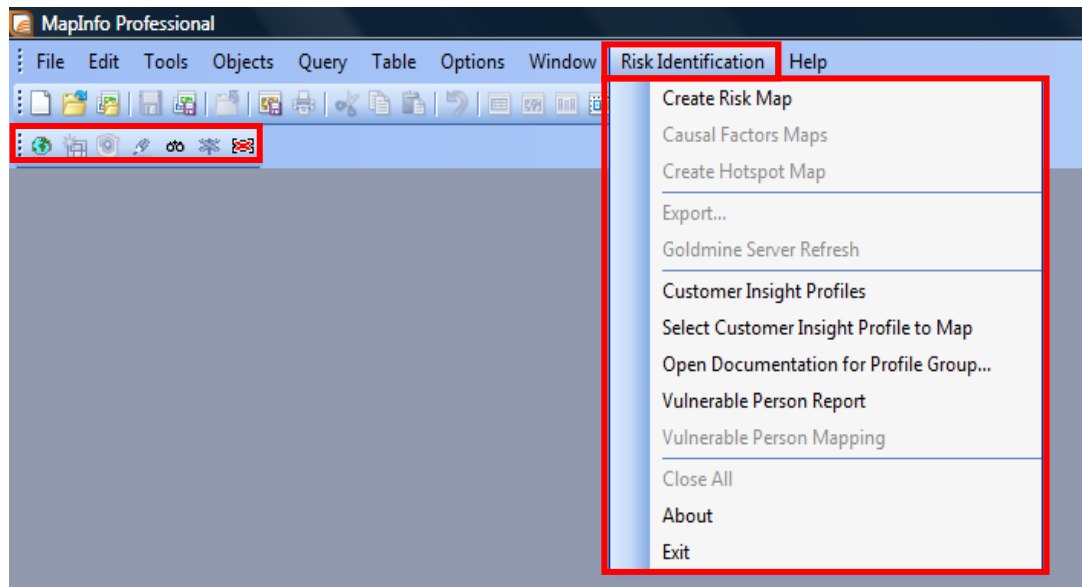 MapInfo Professional
File Edit Tools Objects Query Table Options Window Risk Identification Help
Create Risk Map
Causal Factors Maps
Create Hotspot Map
Export...
Goldmine Server Refresh
Customer Insight Profiles
Select Customer Insight Profile to Map
Open Documentation for Profile Group...
Vulnerable Person Report
Vulnerable Person Mapping
Close All
About
Exit